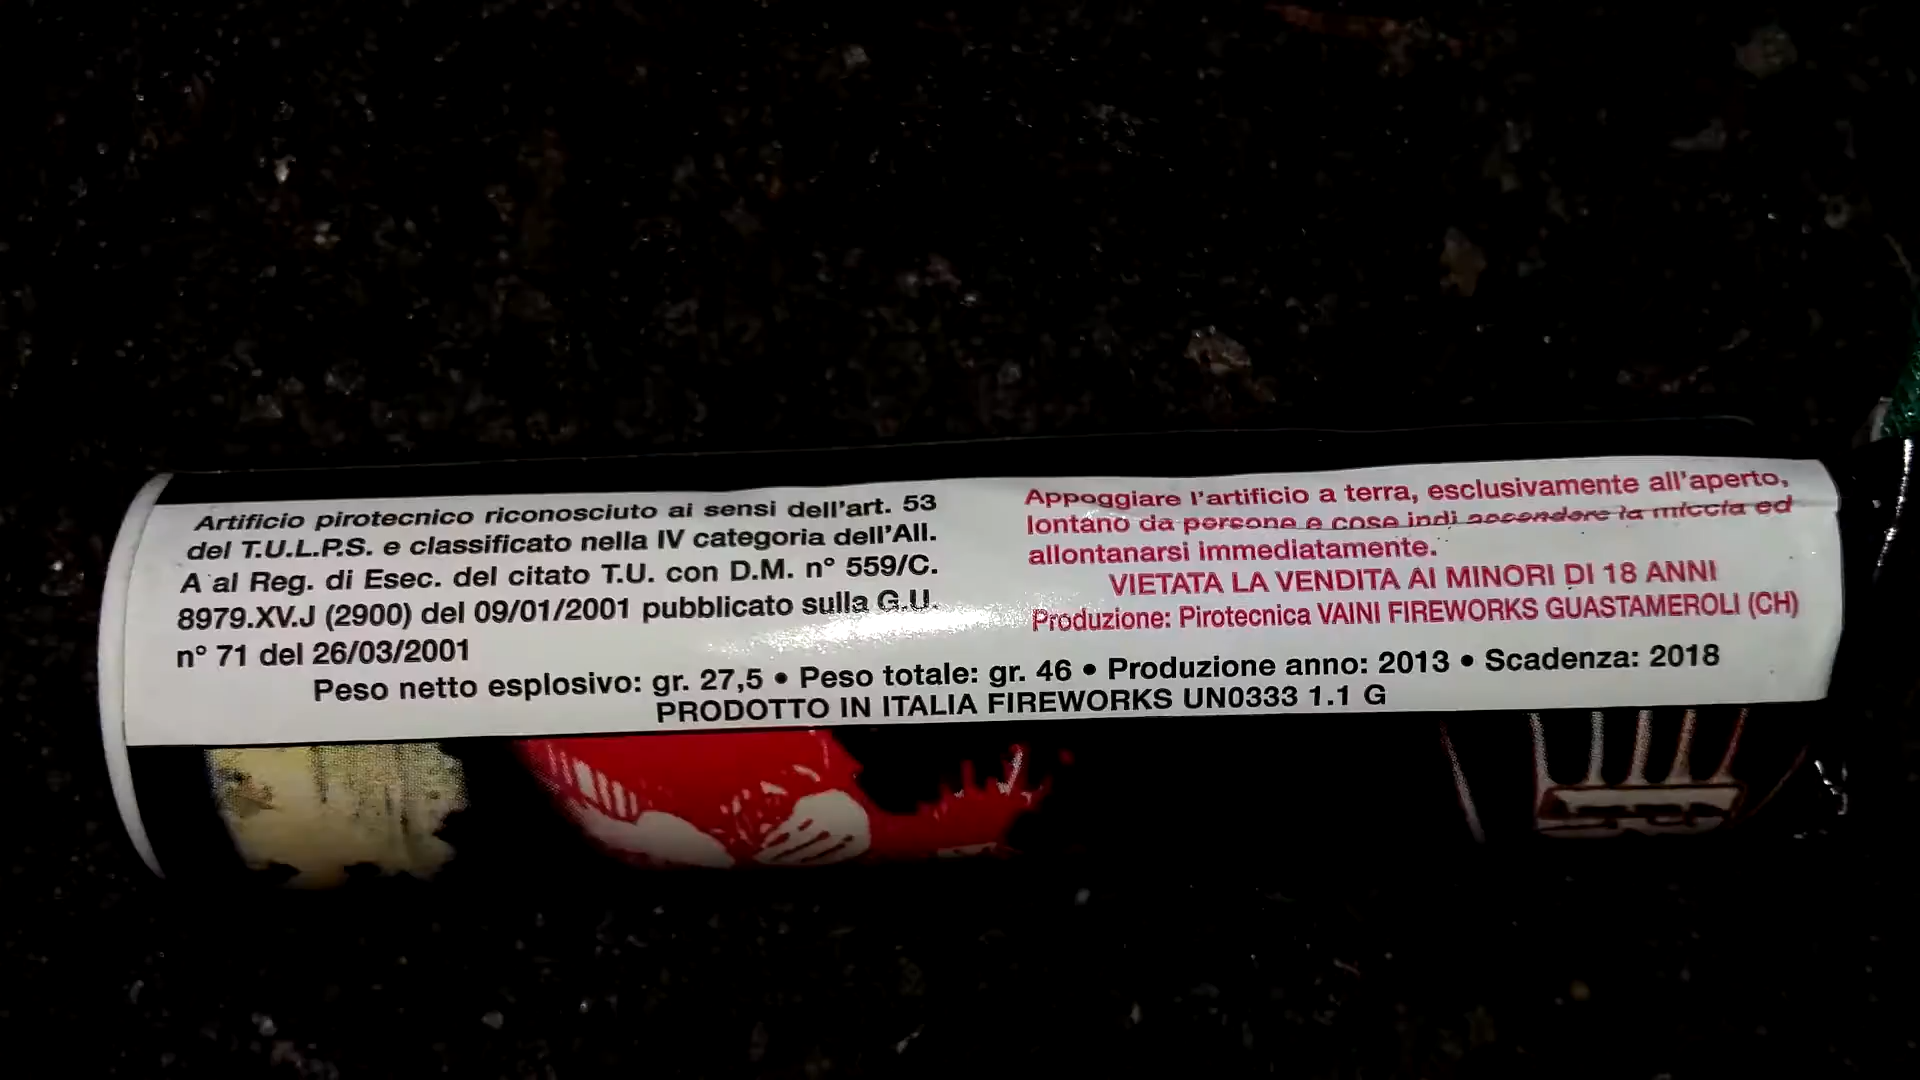 Artificio pirotecnico riconosciuto ai sensi dell'art. 53
del T.U.L.P.S. e classificato nella IV categoria dell'All.
A al Reg. di Esec. del citato T.U. con D.M. n° 559/C.
8979.XV.J (2900) del 09/01/2001 pubblicato sulla G.U.
n° 71 del 26/03/2001
Appoggiare l'artificio a terra, esclusivamente all'aperto,
lontano da persone e cose indi accendere la miccia ed
allontanarsi immediatamente.
VIETATA LA VENDITA AI MINORI DI 18 ANNI
Produzione: Pirotecnica VAINI FIREWORKS GUASTAMEROLI (CH)
Peso netto esplosivo: gr. 27,5 • Peso totale: gr. 46 • Produzione anno: 2013 • Scadenza: 2018
PRODOTTO IN ITALIA FIREWORKS UN0333 1.1 G